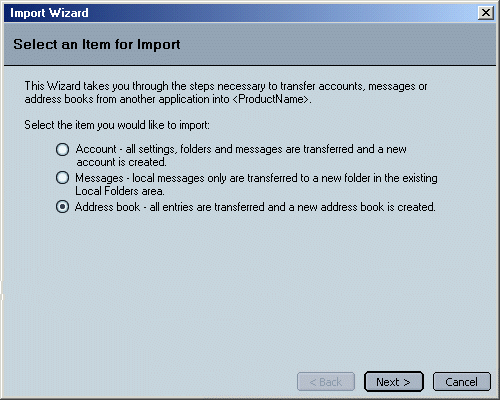 Import Wizard
Select an Item for Import
This Wizard takes you through the steps necessary to transfer accounts, messages or
address books from another application into <ProductName>.
Select the item you would like to import:
Account - all settings, folders and messages are transferred and a new
account is created.
Messages - local messages only are transferred to a new folder in the existing
Local Folders area.
Address book - all entries are transferred and a new address book is created.
< Back
Next >
Cancel